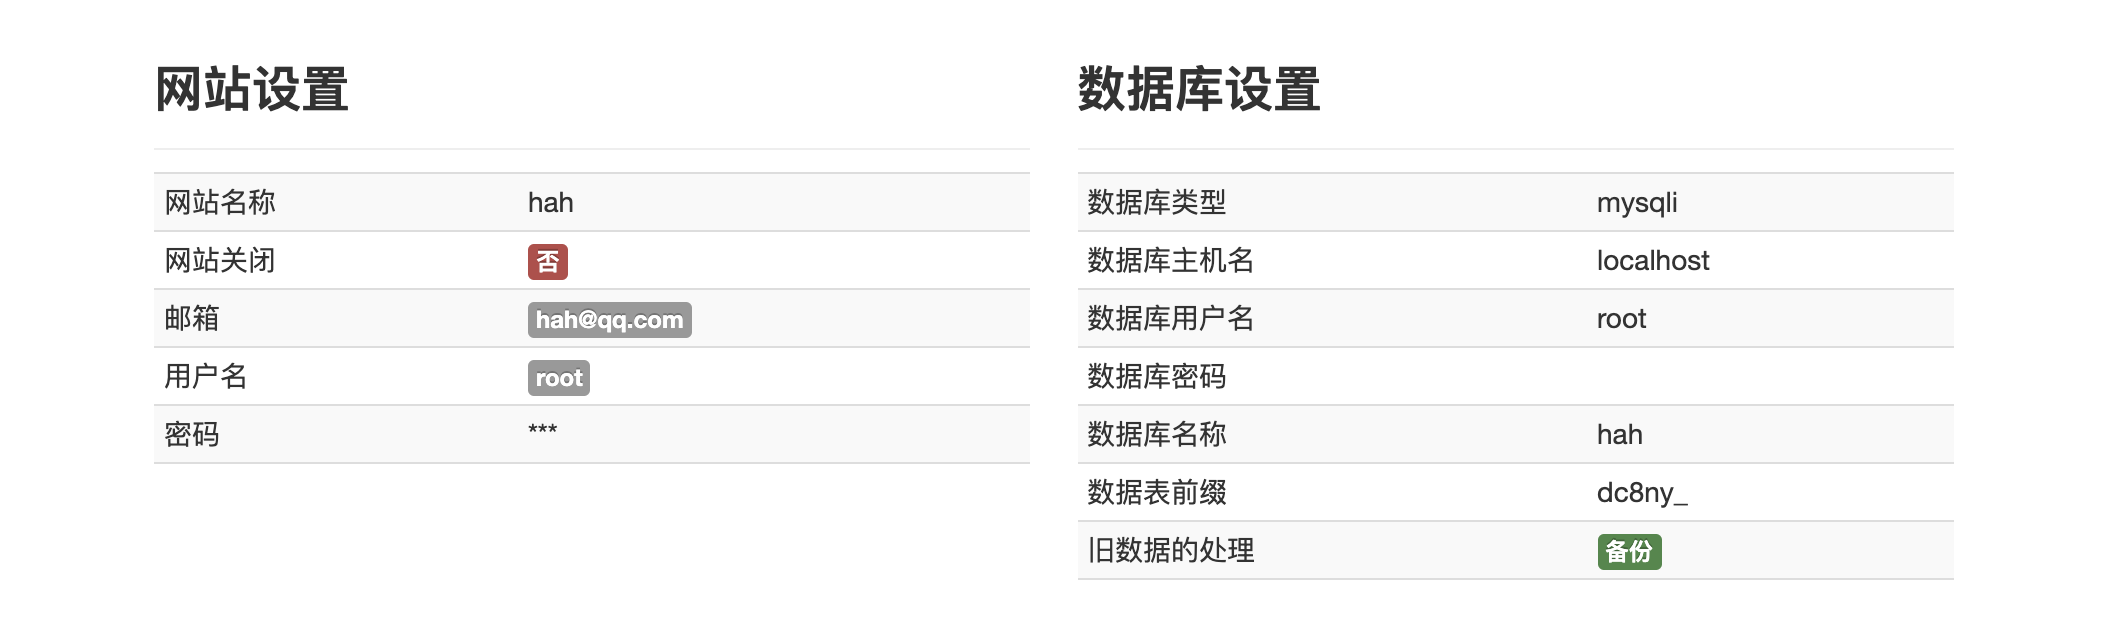 网站设置
网站名称 hah
网站关闭 否
邮箱 hah@qq.com
用户名 root
密码 ***
数据库设置
数据库类型 mysqli
数据库主机名 localhost
数据库用户名 root
数据库密码
数据库名称 hah
数据表前缀 dc8ny_
旧数据的处理 备份